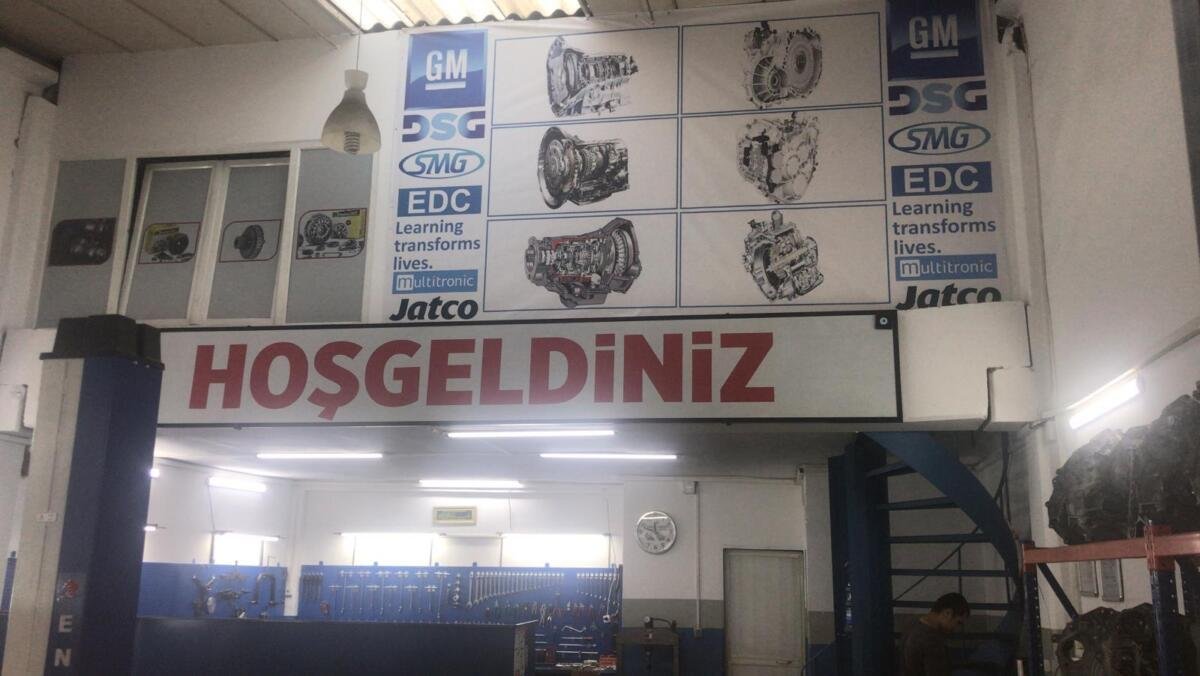 GM
DSG
SMG
EDC
Learning
transforms
lives.
multitronic
Jatco
GM
DSG
SMG
EDC
Learning
transforms
lives.
multitronic
Jatco
HOŞGELDiNiZ
EN